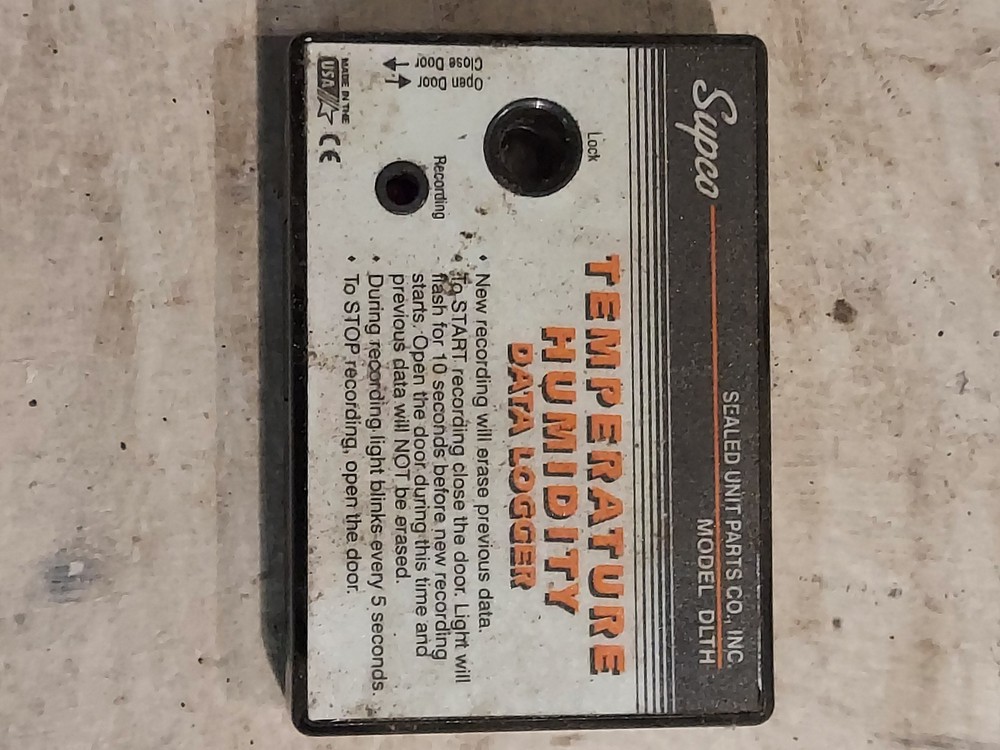 Supco
SEALED UNIT PARTS CO., INC.
MODEL DLTH
TEMPERATURE
HUMIDITY
DATA LOGGER
Lock
Open Door
Close Door
Recording
• New recording will erase previous data.
• To START recording close the door. Light will
flash for 10 seconds before new recording
starts. Open the door during this time and
previous data will NOT be erased.
• During recording light blinks every 5 seconds.
• To STOP recording, open the door.
MADE IN THE
USA
CE